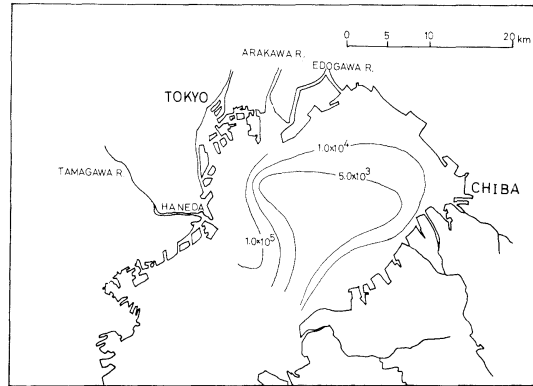 ARAKAWA R.
EDOGAWA R.
0 5 10 20 km
TOKYO
1.0×10⁴
5.0×10³
TAMAGAWA R.
HANEDA
CHIBA
1.0×10⁵